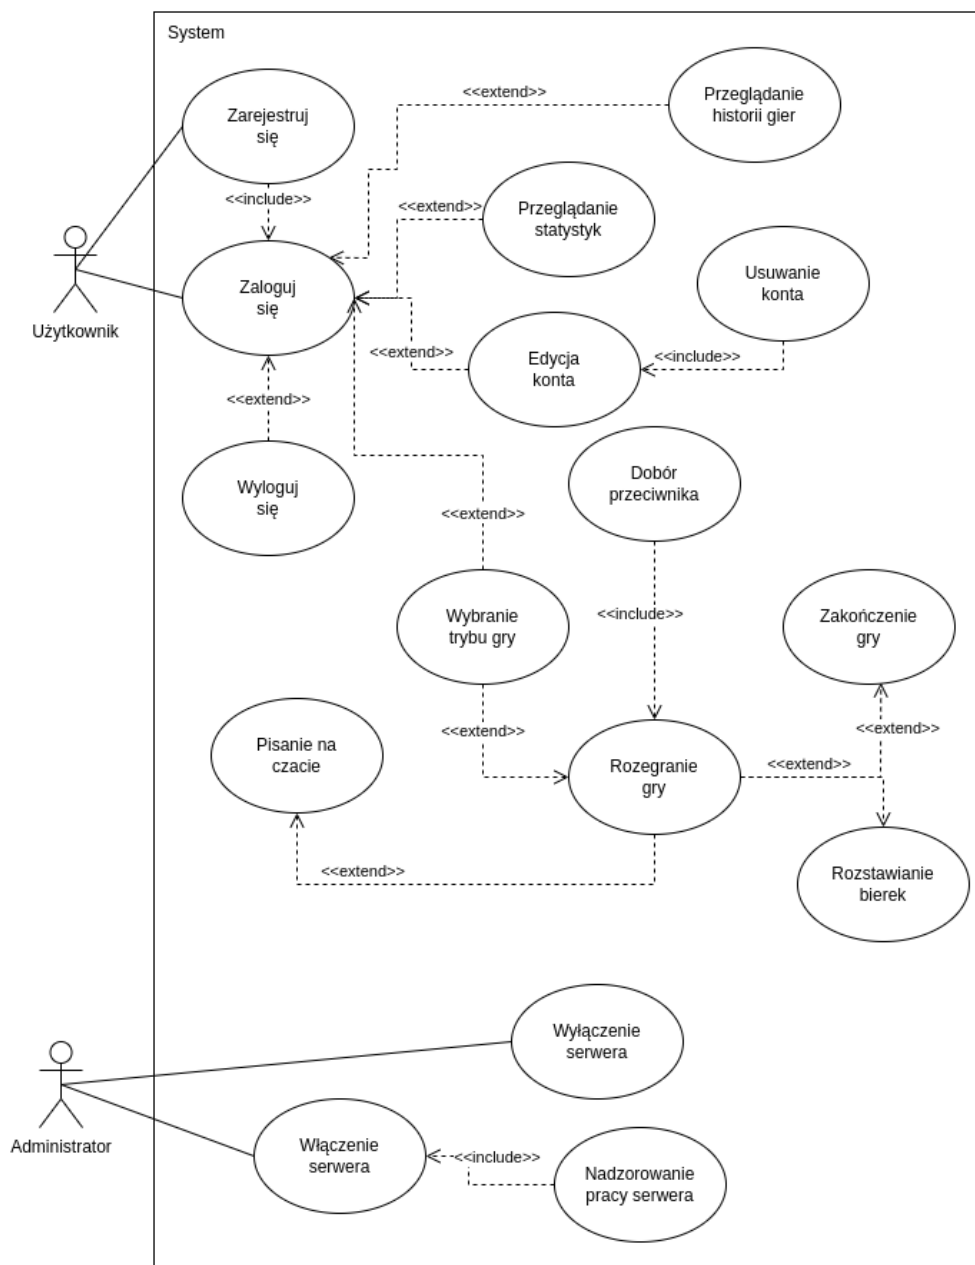 System
Zarejestruj
się
<<extend>>
Przeglądanie
historii gier
<<include>>
<<extend>>
Przeglądanie
statystyk
Użytkownik
Zaloguj
się
Usuwanie
konta
<<extend>>
Edycja
konta
<<include>>
<<extend>>
Wyloguj
się
Dobór
przeciwnika
<<extend>>
Wybranie
trybu gry
<<include>>
Zakończenie
gry
<<extend>>
Pisanie na
czacie
Rozegranie
gry
<<extend>>
<<extend>>
<<extend>>
Rozstawianie
bierek
Administrator
Wyłączenie
serwera
Włączenie
serwera
<<include>>
Nadzorowanie
pracy serwera